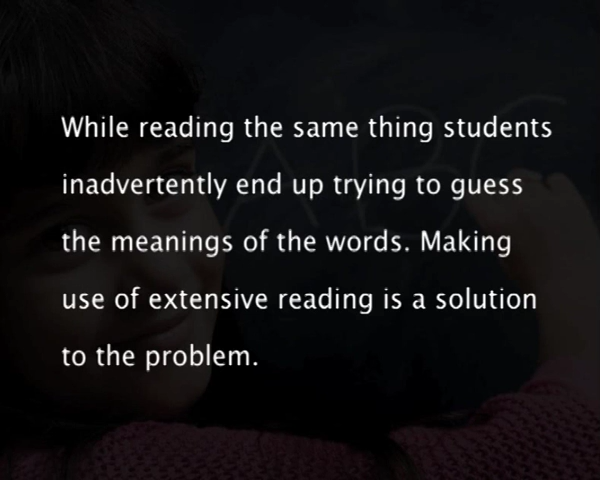 While reading the same thing students
inadvertently end up trying to guess
the meanings of the words. Making
use of extensive reading is a solution
to the problem.
A B C